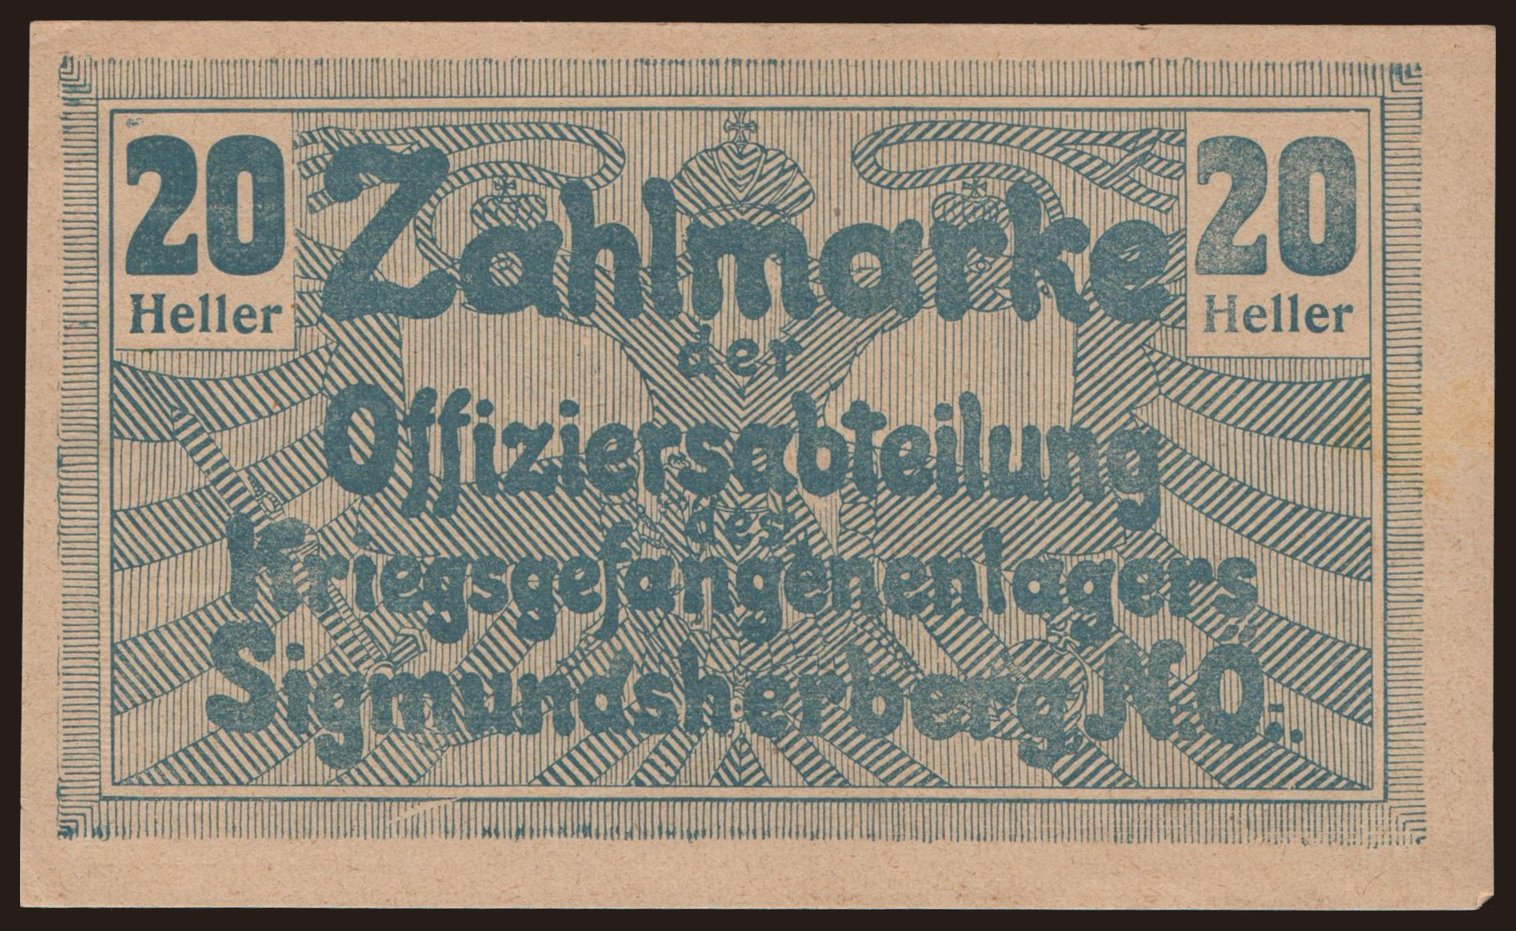 20 Heller
Zahlmarke
20 Heller
der
Offiziersabteilung
des
Kriegsgefangenenlagers
Sigmundsherberg N.Ö.